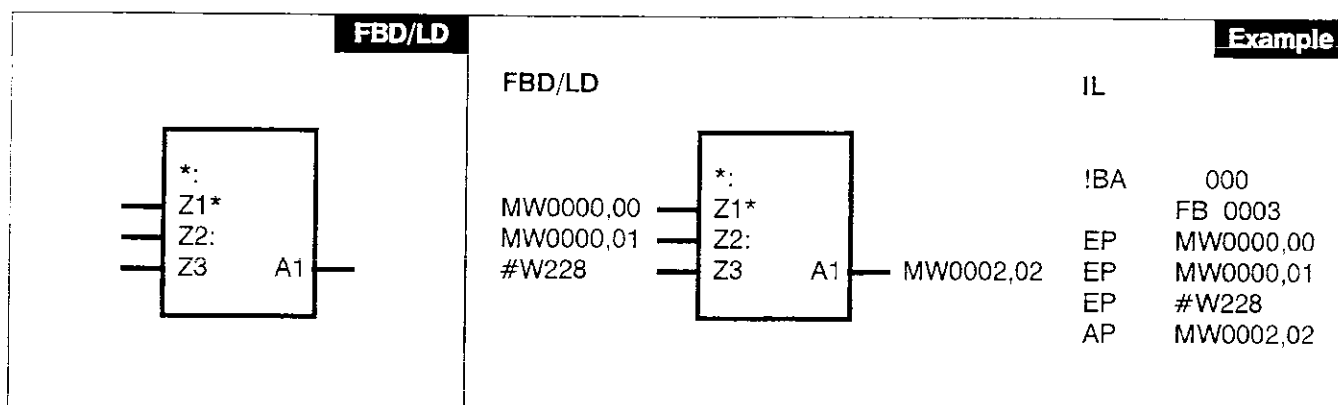 FBD/LD
*:
Z1*
Z2:
Z3 A1
Example
FBD/LD
*:
MW0000,00 Z1*
MW0000,01 Z2:
#W228 Z3 A1 MW0002,02
IL
!BA 000
FB 0003
EP MW0000,00
EP MW0000,01
EP #W228
AP MW0002,02